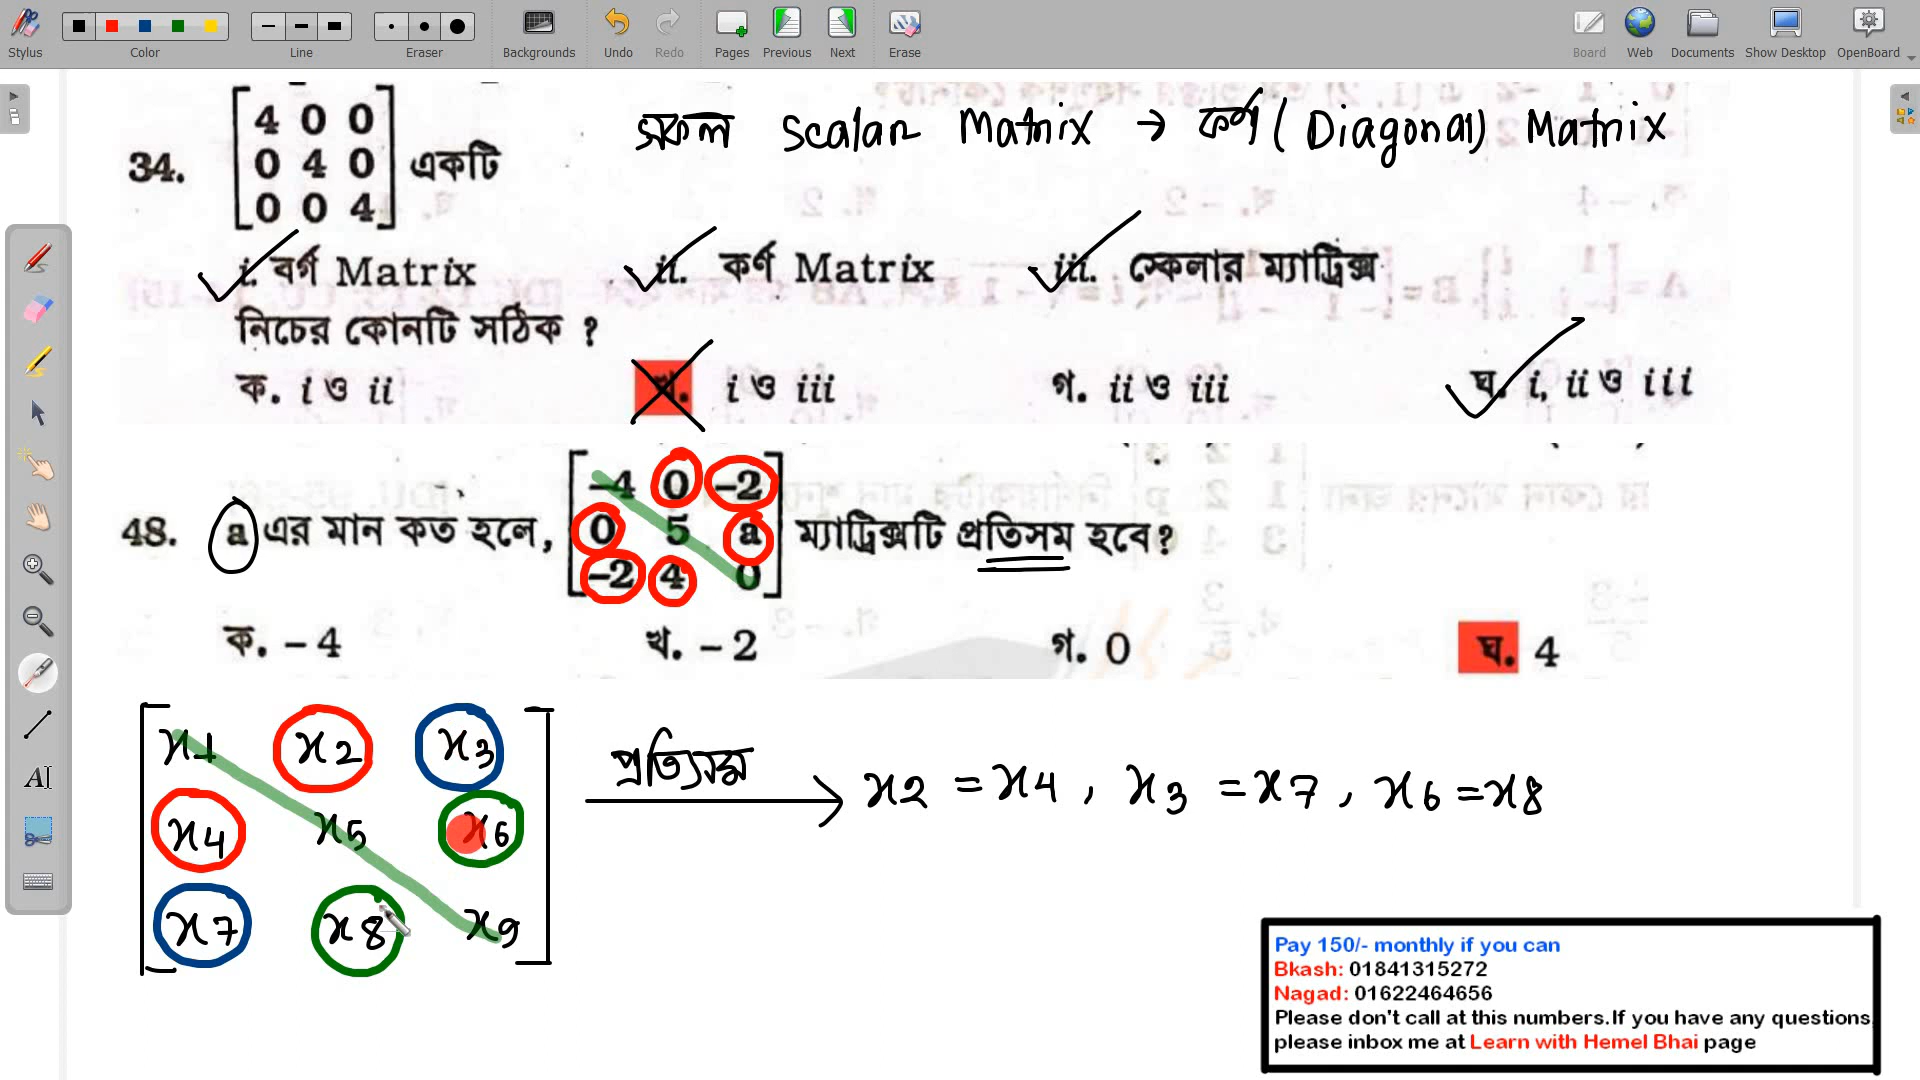 Stylus Color Line Eraser Backgrounds Undo Redo Pages Previous Next Erase Board Web Documents Show Desktop OpenBoard
সকল Scalar Matrix → কর্ণ (Diagonal) Matrix
34. [4 0 0
0 4 0
0 0 4] একটি
i. বর্গ Matrix ii. কর্ণ Matrix iii. স্কেলার ম্যাট্রিক্স
নিচের কোনটি সঠিক ?
ক. i ও ii খ. i ও iii গ. ii ও iii ঘ. i, ii ও iii
48. a এর মান কত হলে, [-4 0 -2
0 5 a
-2 4 0] ম্যাট্রিক্সটি প্রতিসম হবে?
ক. – 4 খ. – 2 গ. 0 ঘ. 4
x1 x2 x3
x4 x5 x6
x7 x8 x9
প্রতিসম → x2 = x4, x3 = x7, x6 = x8
Pay 150/- monthly if you can
Bkash: 01841315272
Nagad: 01622464656
Please don't call at this numbers.If you have any questions
please inbox me at Learn with Hemel Bhai page